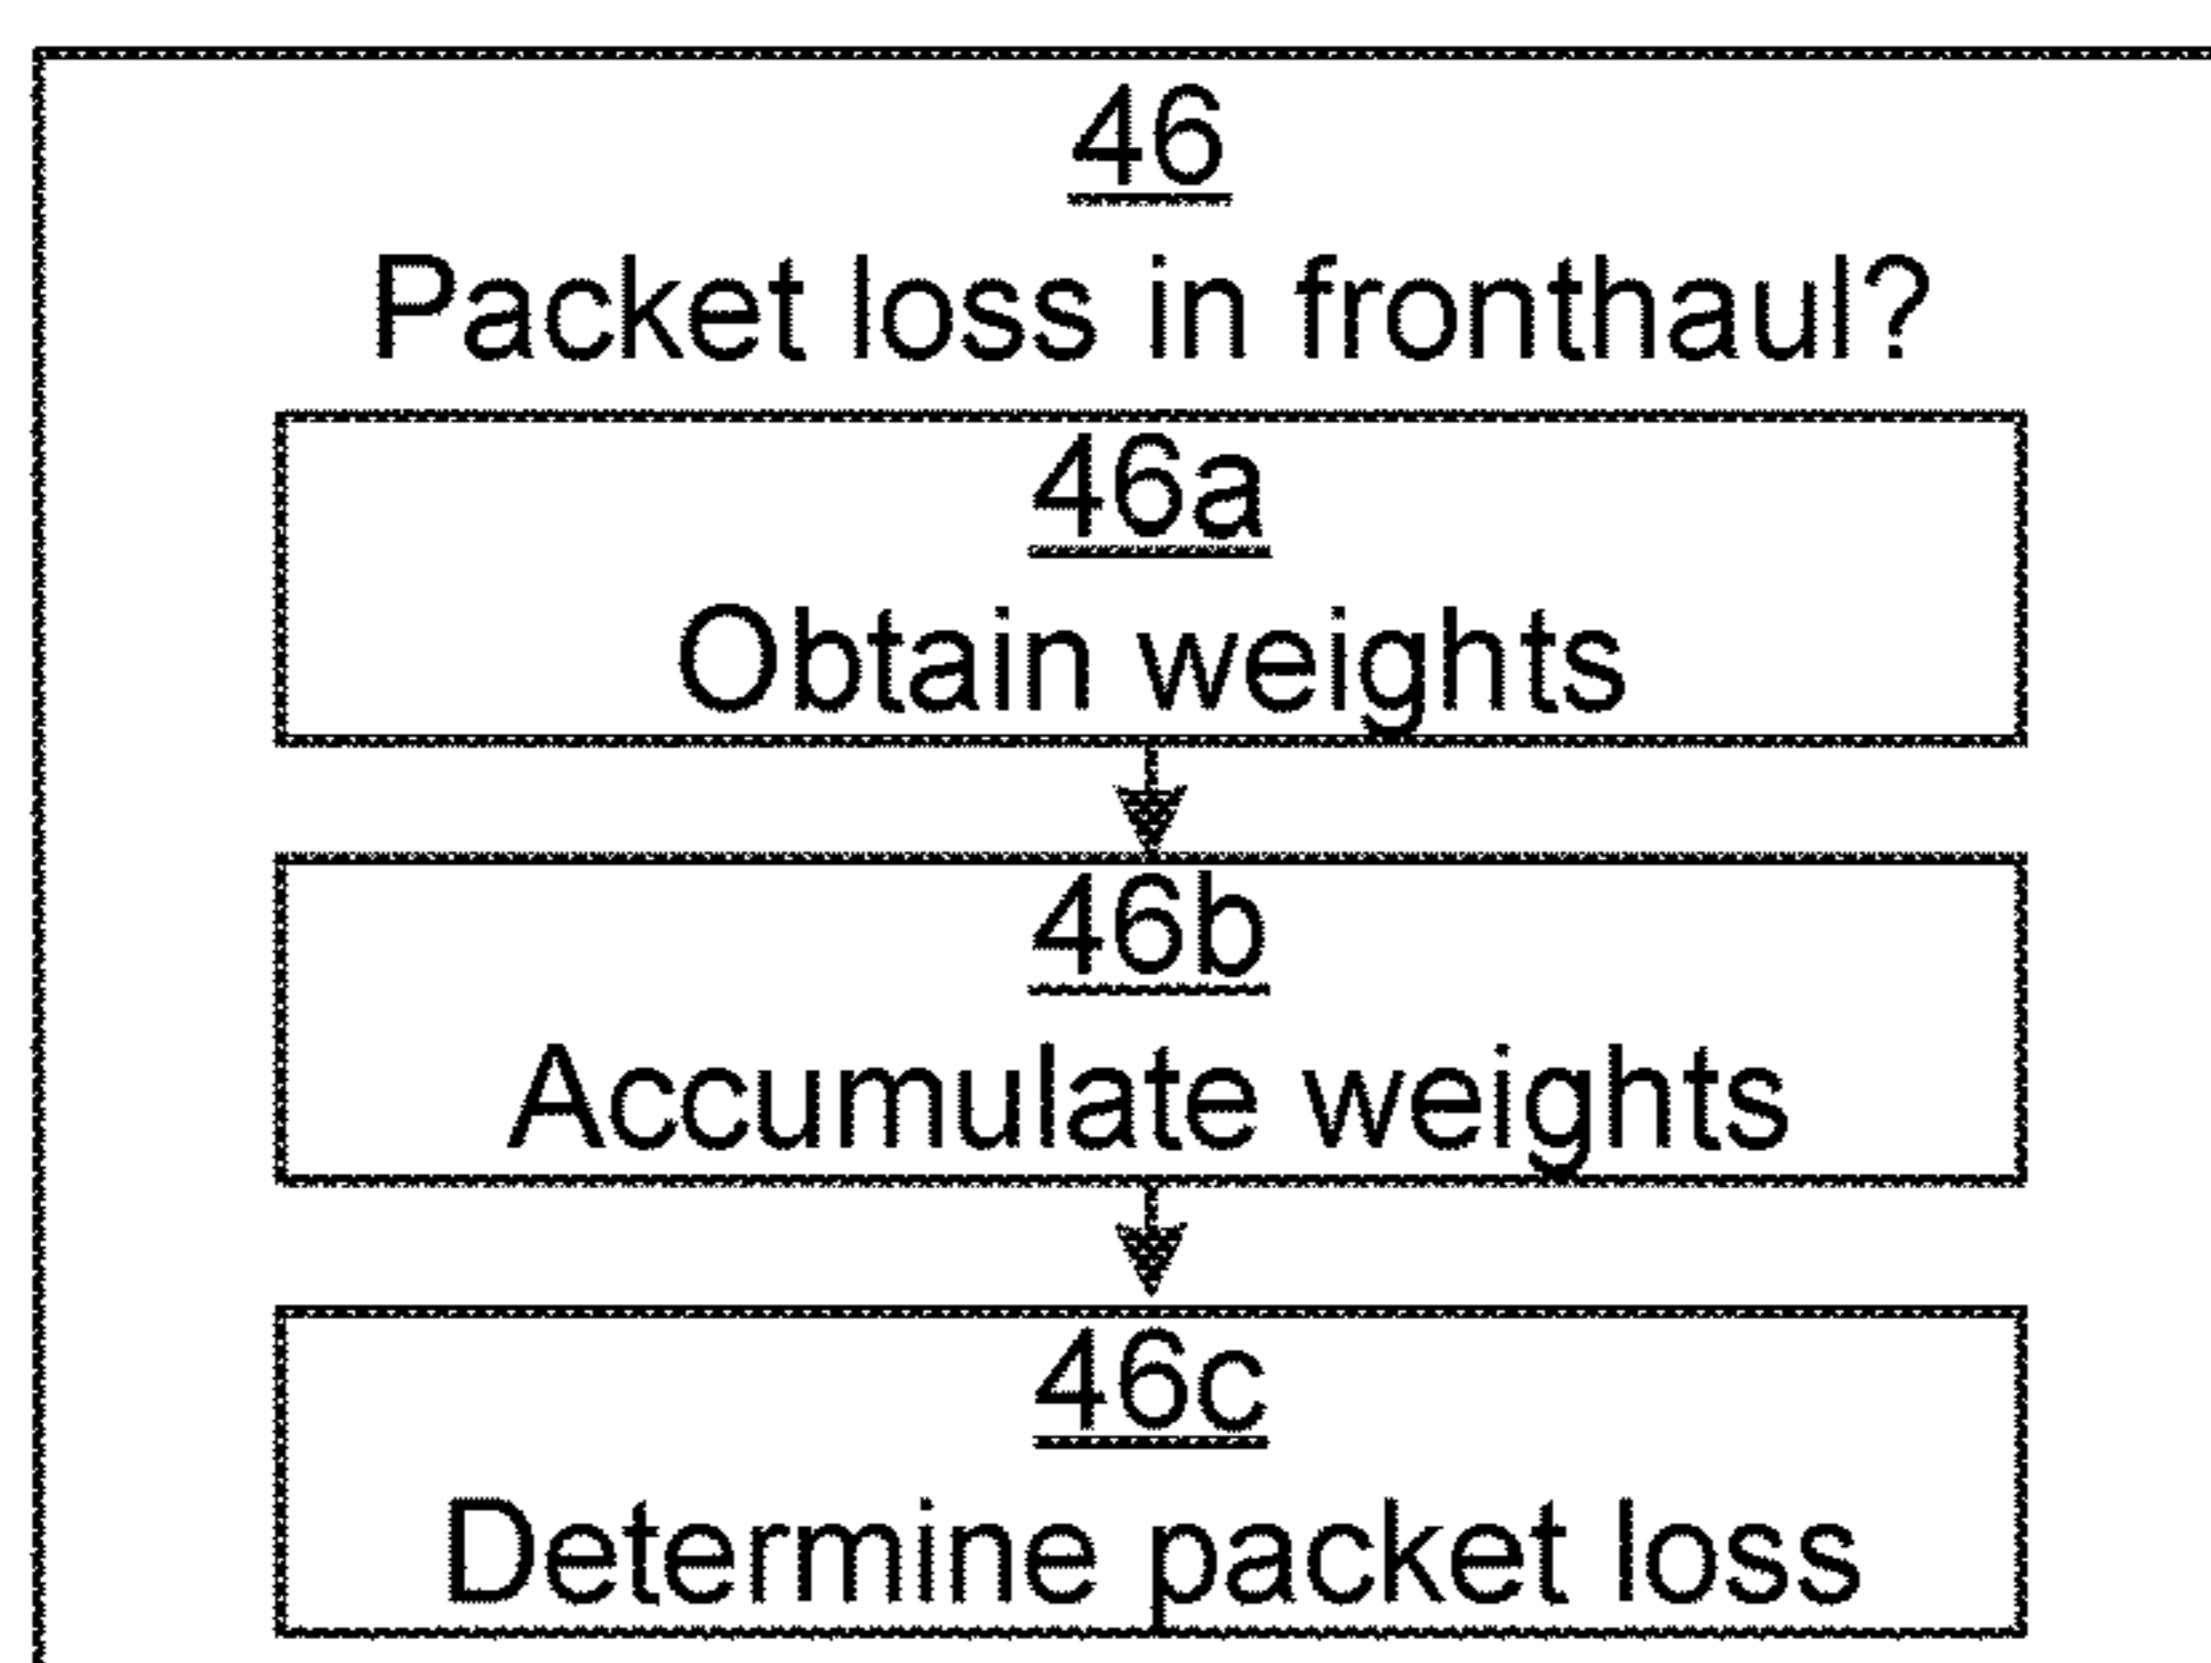 46
Packet loss in fronthaul?
46a
Obtain weights
46b
Accumulate weights
46c
Determine packet loss